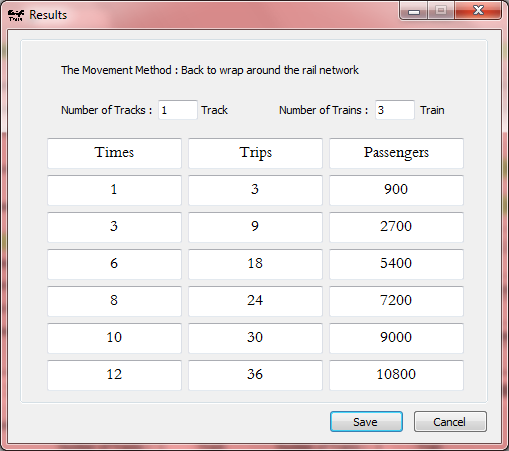 Results
The Movement Method : Back to wrap around the rail network
Number of Tracks : 1 Track Number of Trains : 3 Train
Times Trips Passengers
1 3 900
3 9 2700
6 18 5400
8 24 7200
10 30 9000
12 36 10800
Save Cancel